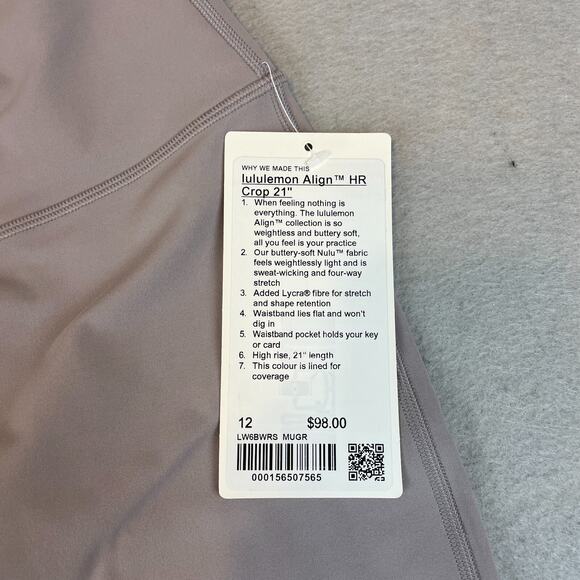 WHY WE MADE THIS
lululemon Align™ HR
Crop 21"
1. When feeling nothing is
everything. The lululemon
Align™ collection is so
weightless and buttery soft,
all you feel is your practice
2. Our buttery-soft Nulu™ fabric
feels weightlessly light and is
sweat-wicking and four-way
stretch
3. Added Lycra® fibre for stretch
and shape retention
4. Waistband lies flat and won't
dig in
5. Waistband pocket holds your key
or card
6. High rise, 21" length
7. This colour is lined for
coverage
12 $98.00
LW6BWRS MUGR
000156507565